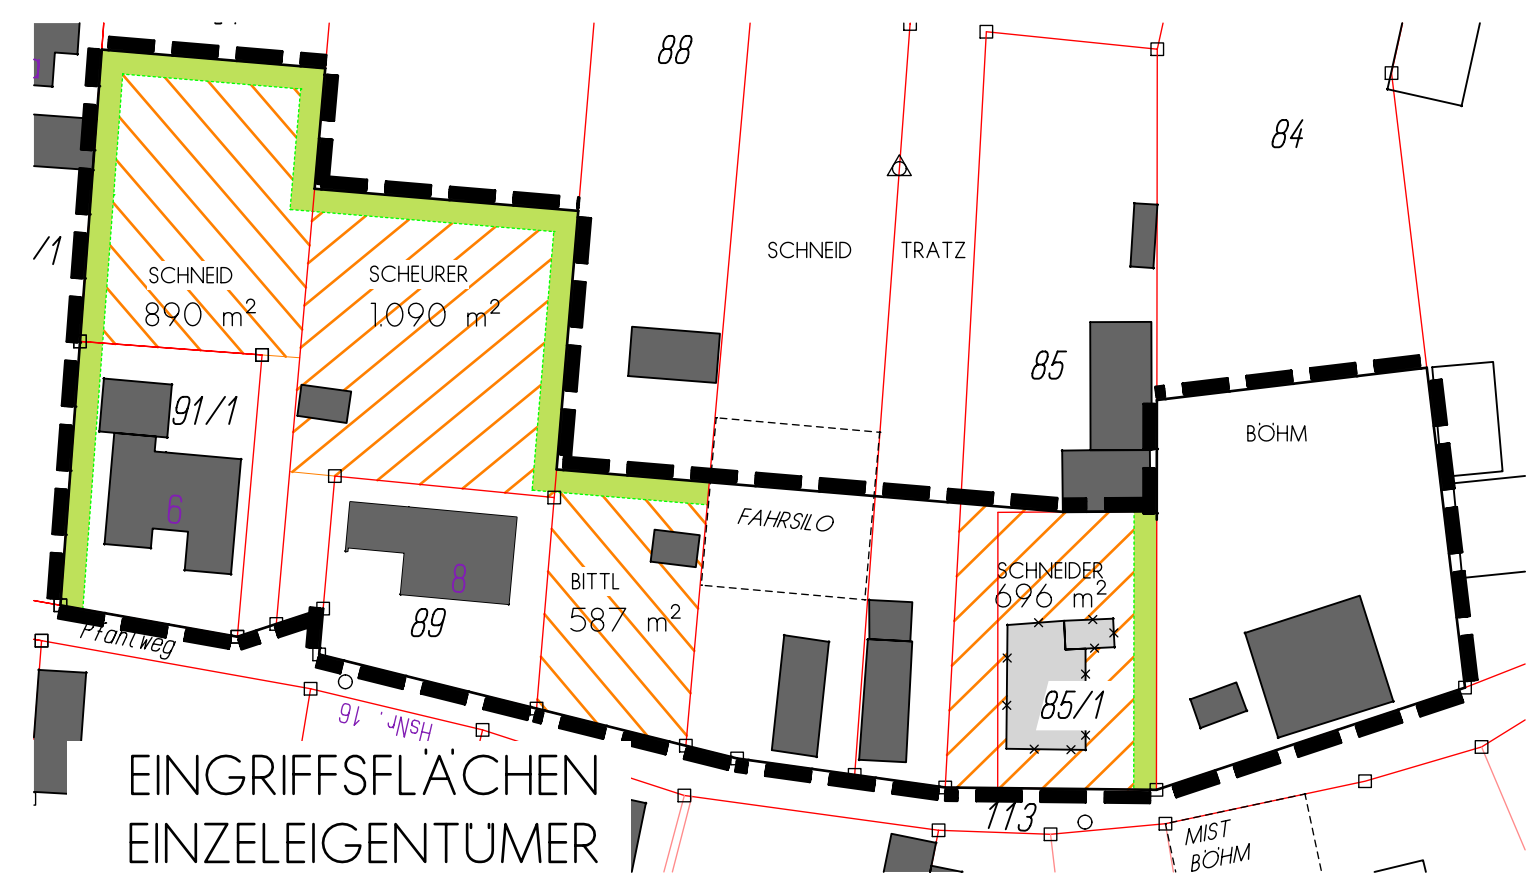 88
84
/1
SCHNEID
TRATZ
SCHNEID
890 m²
SCHEURER
1.090 m²
85
91/1
BÖHM
6
FAHRSILO
8
BITTL
587 m²
SCHNEIDER
696 m²
89
Pfahlweg
85/1
HsNr. 16
EINGRIFFSFLÄCHEN
EINZELEIGENTÜMER
113
MIST
BÖHM